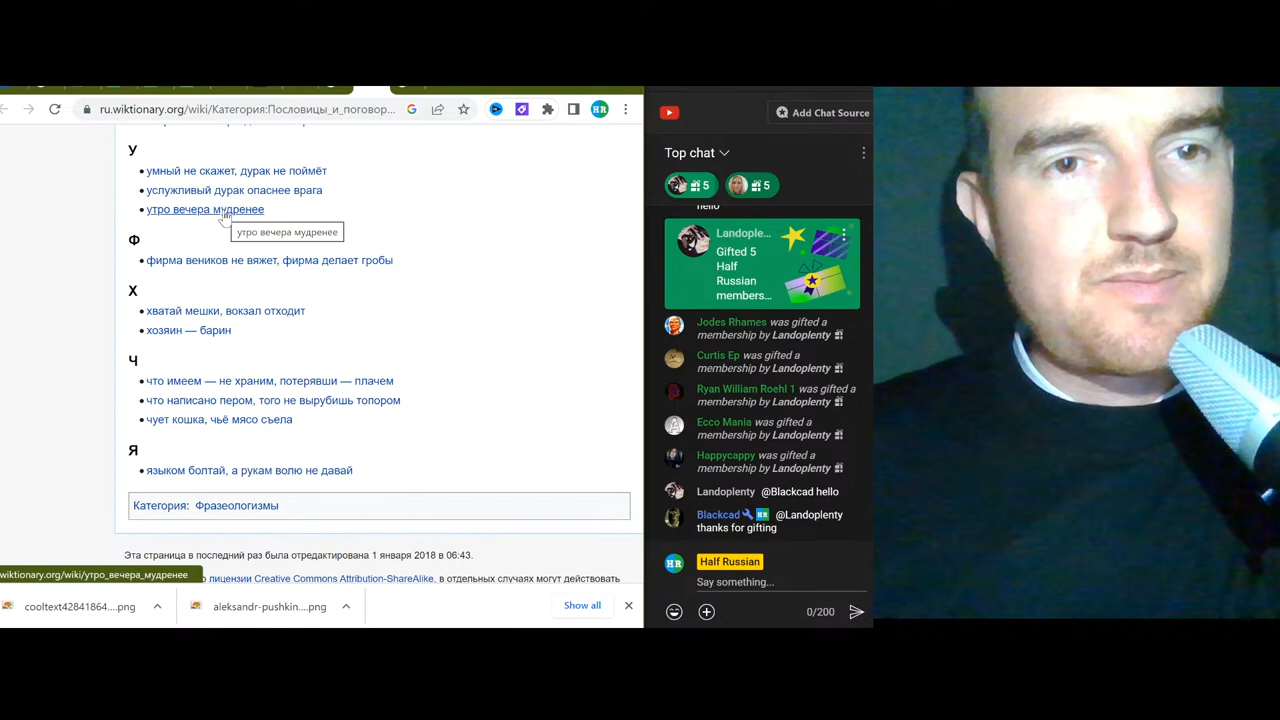 ru.wiktionary.org/wiki/Категория:Пословицы_и_поговор...
У
умный не скажет, дурак не поймёт
услужливый дурак опаснее врага
утро вечера мудренее
утро вечера мудренее
Ф
фирма веников не вяжет, фирма делает гробы
Х
хватай мешки, вокзал отходит
хозяин — барин
Ч
что имеем — не храним, потерявши — плачем
что написано пером, того не вырубишь топором
чует кошка, чьё мясо съела
Я
языком болтай, а рукам волю не давай
Категория: Фразеологизмы
Эта страница в последний раз была отредактирована 1 января 2018 в 06:43.
wiktionary.org/wiki/утро_вечера_мудренее
лицензии Creative Commons Attribution-ShareAlike, в отдельных случаях могут действовать
cooltext42841864....png
aleksandr-pushkin....png
Show all
Add Chat Source
Top chat
5
5
hello
Landople...
Gifted 5
Half
Russian
members...
Jodes Rhames was gifted a
membership by Landoplenty
Curtis Ep was gifted a
membership by Landoplenty
Ryan William Roehl 1 was gifted a
membership by Landoplenty
Ecco Mania was gifted a
membership by Landoplenty
Happycappy was gifted a
membership by Landoplenty
Landoplenty @Blackcad hello
Blackcad HR @Landoplenty
thanks for gifting
HR Half Russian
Say something...
0/200
HR